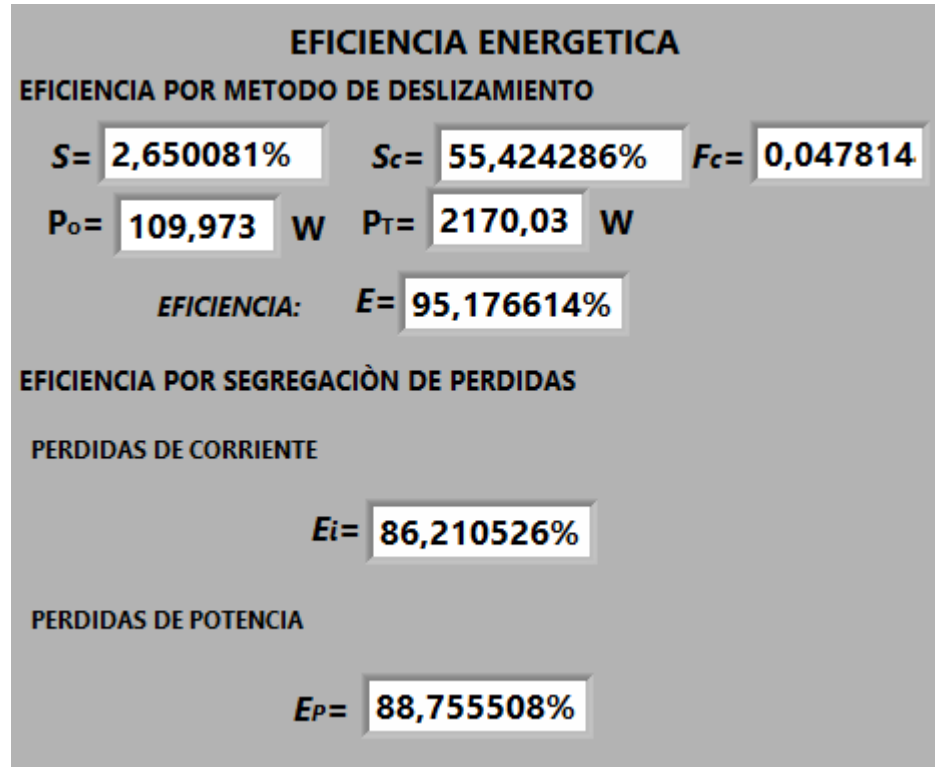 EFICIENCIA ENERGETICA
EFICIENCIA POR METODO DE DESLIZAMIENTO
S= 2,650081% Sc= 55,424286% Fc= 0,047814
Po= 109,973 W PT= 2170,03 W
EFICIENCIA: E= 95,176614%
EFICIENCIA POR SEGREGACIÒN DE PERDIDAS
PERDIDAS DE CORRIENTE
Ei= 86,210526%
PERDIDAS DE POTENCIA
EP= 88,755508%